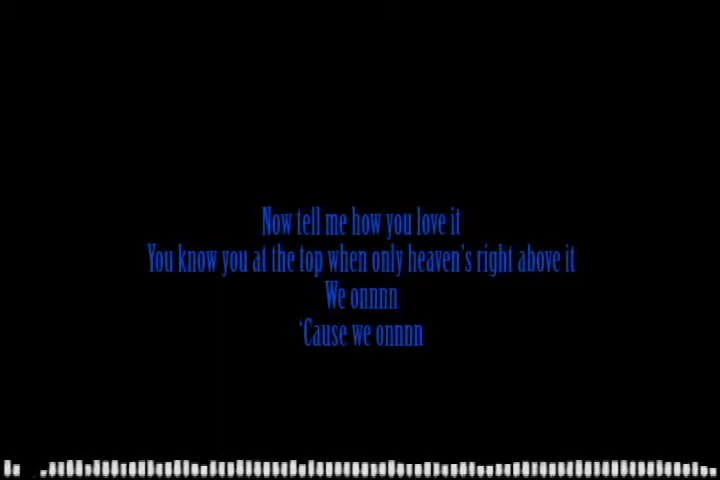 Now tell me how you love it
You know you at the top when only heaven's right above it
We onnnn
‘Cause we onnnn